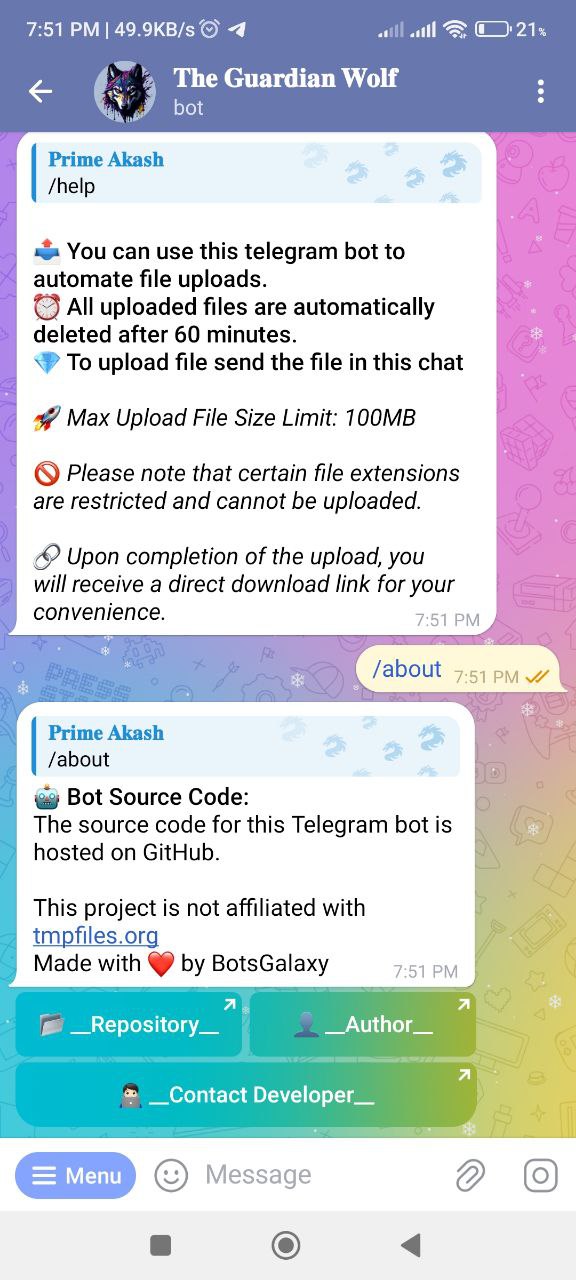 7:51 PM | 49.9KB/s
21%
The Guardian Wolf
bot
Prime Akash
/help
📤 You can use this telegram bot to
automate file uploads.
⏰ All uploaded files are automatically
deleted after 60 minutes.
💎 To upload file send the file in this chat
🚀 Max Upload File Size Limit: 100MB
🚫 Please note that certain file extensions
are restricted and cannot be uploaded.
🔗 Upon completion of the upload, you
will receive a direct download link for your
convenience.
7:51 PM
/about 7:51 PM
PRESS
START
Prime Akash
/about
🤖 Bot Source Code:
The source code for this Telegram bot is
hosted on GitHub.
This project is not affiliated with
tmpfiles.org
Made with ❤️ by BotsGalaxy
7:51 PM
📂 __Repository__
👤 __Author__
👨🏻‍💻 __Contact Developer__
Menu
Message